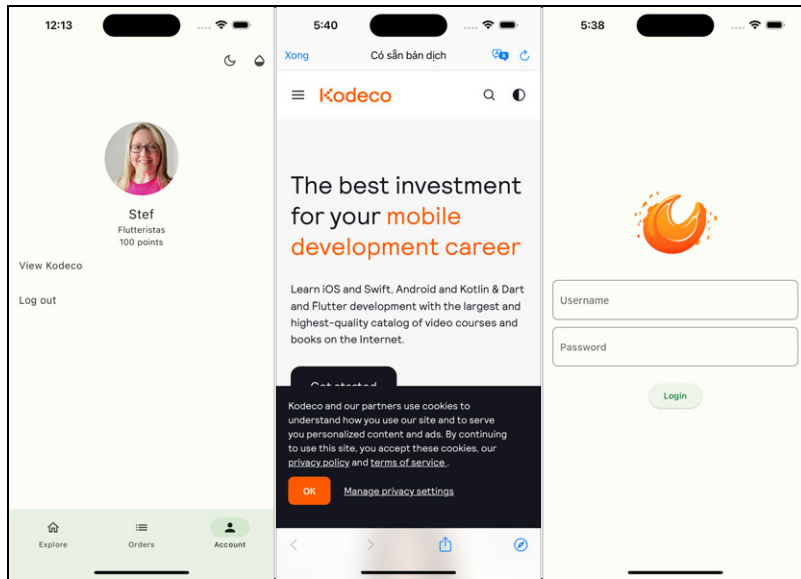 12:13
Stef
Flutteristas
100 points
View Kodeco
Log out
Explore
Orders
Account
5:40
Xong
Có sẵn bản dịch
Kodeco
The best investment
for your mobile
development career
Learn iOS and Swift, Android and Kotlin & Dart
and Flutter development with the largest and
highest-quality catalog of video courses and
books on the Internet.
Get started
Kodeco and our partners use cookies to
understand how you use our site and to serve
you personalized content and ads. By continuing
to use this site, you accept these cookies, our
privacy policy and terms of service .
OK
Manage privacy settings
5:38
Username
Password
Login